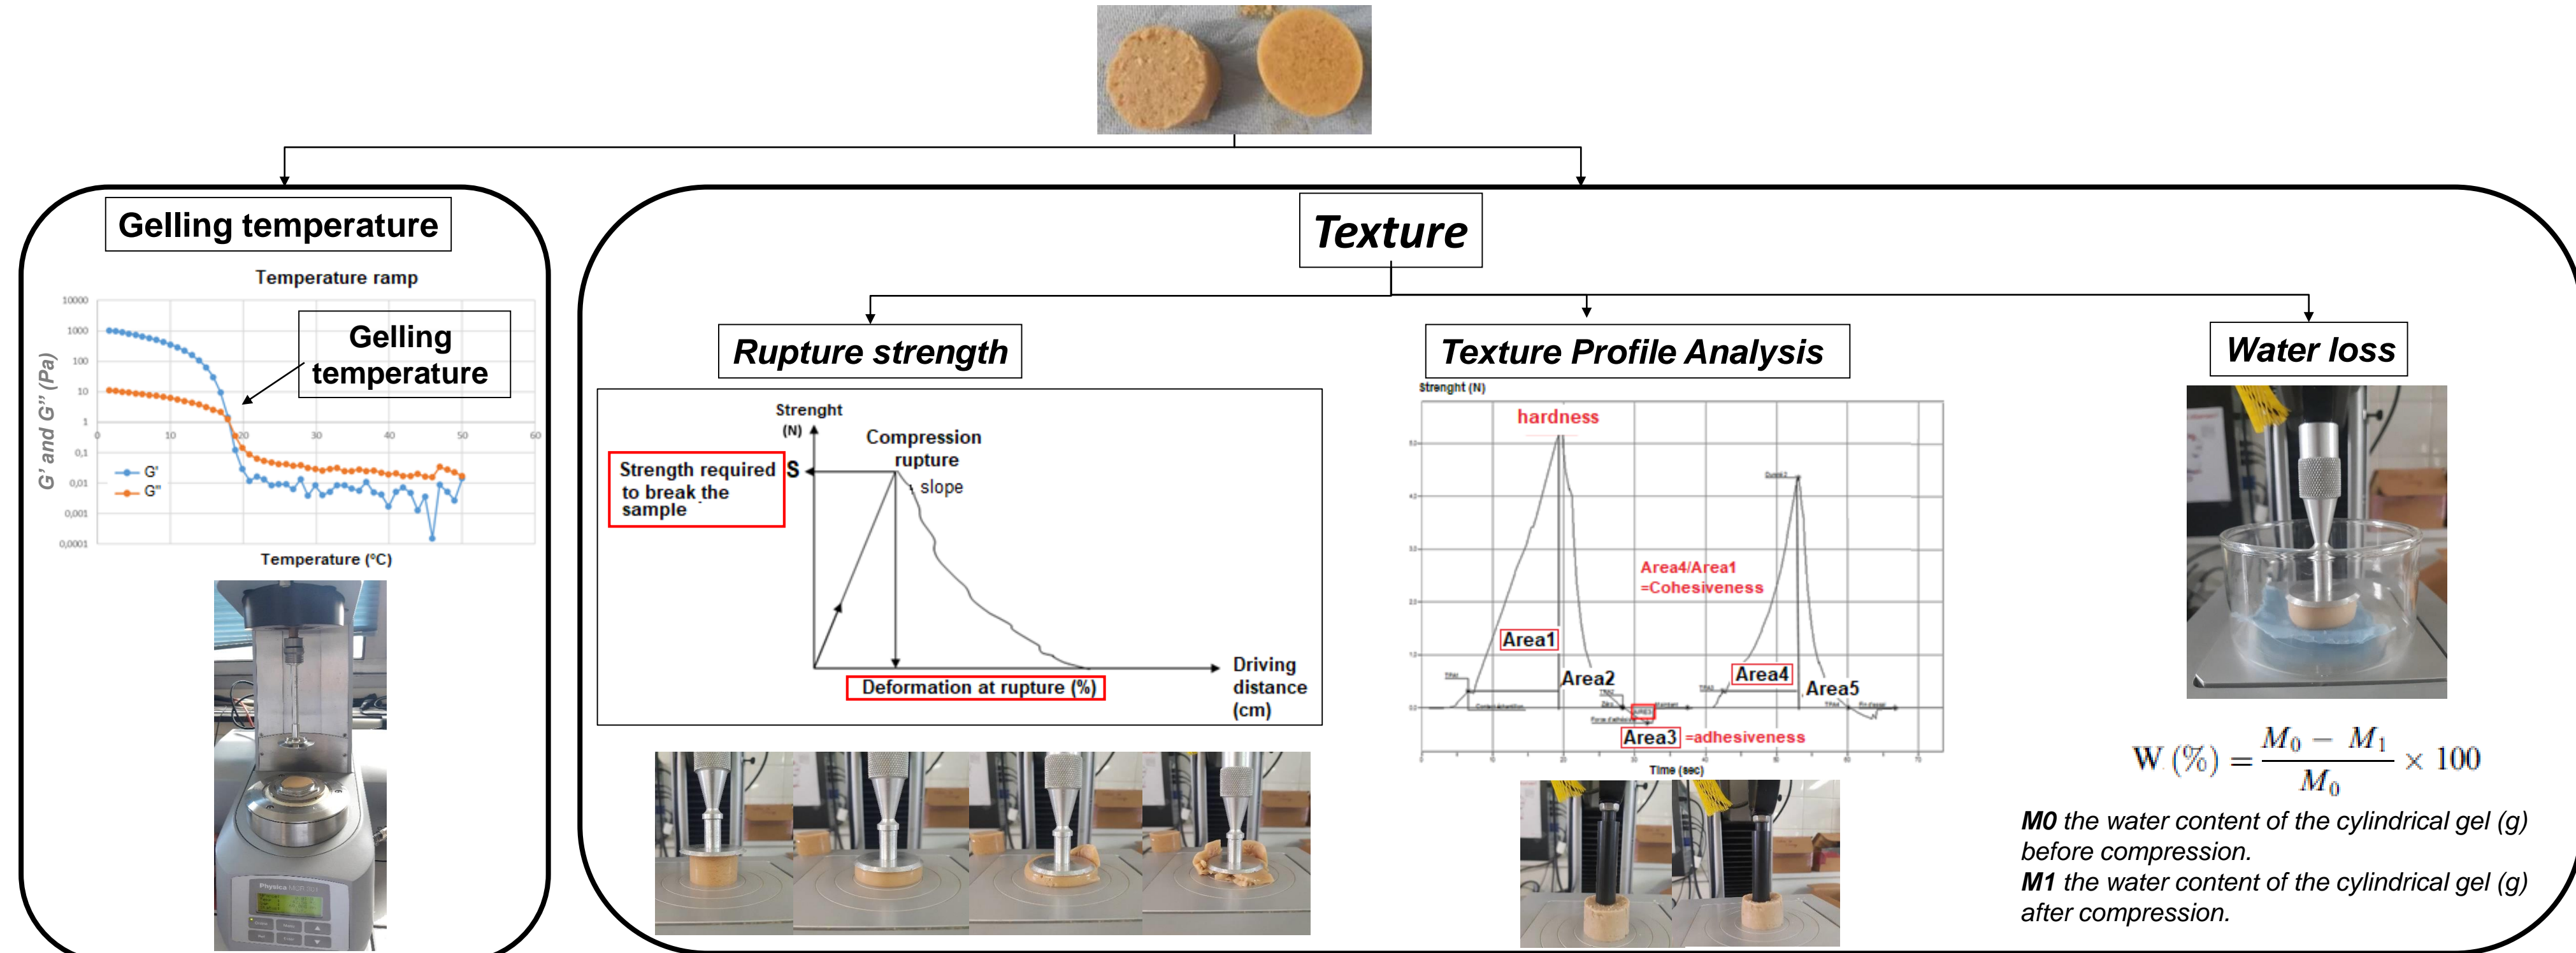 Gelling temperature
Temperature ramp
10000
1000
100
10
1
0,1
0,01
0,001
0,0001
0
10
20
30
40
50
60
G' and G'' (Pa)
Gelling
temperature
G'
G"
Temperature (°C)
Physica MCR 301
Texture
Rupture strength
Strenght
(N)
Compression
rupture
Strength required
to break the
sample
S
slope
Deformation at rupture (%)
Driving
distance
(cm)
Texture Profile Analysis
Strenght (N)
hardness
Area4/Area1
=Cohesiveness
Area1
Area2
Area4
Area5
Area3 =adhesiveness
Time (sec)
Water loss
W (%) = (M₀ − M₁) / M₀ × 100
M0 the water content of the cylindrical gel (g)
before compression.
M1 the water content of the cylindrical gel (g)
after compression.